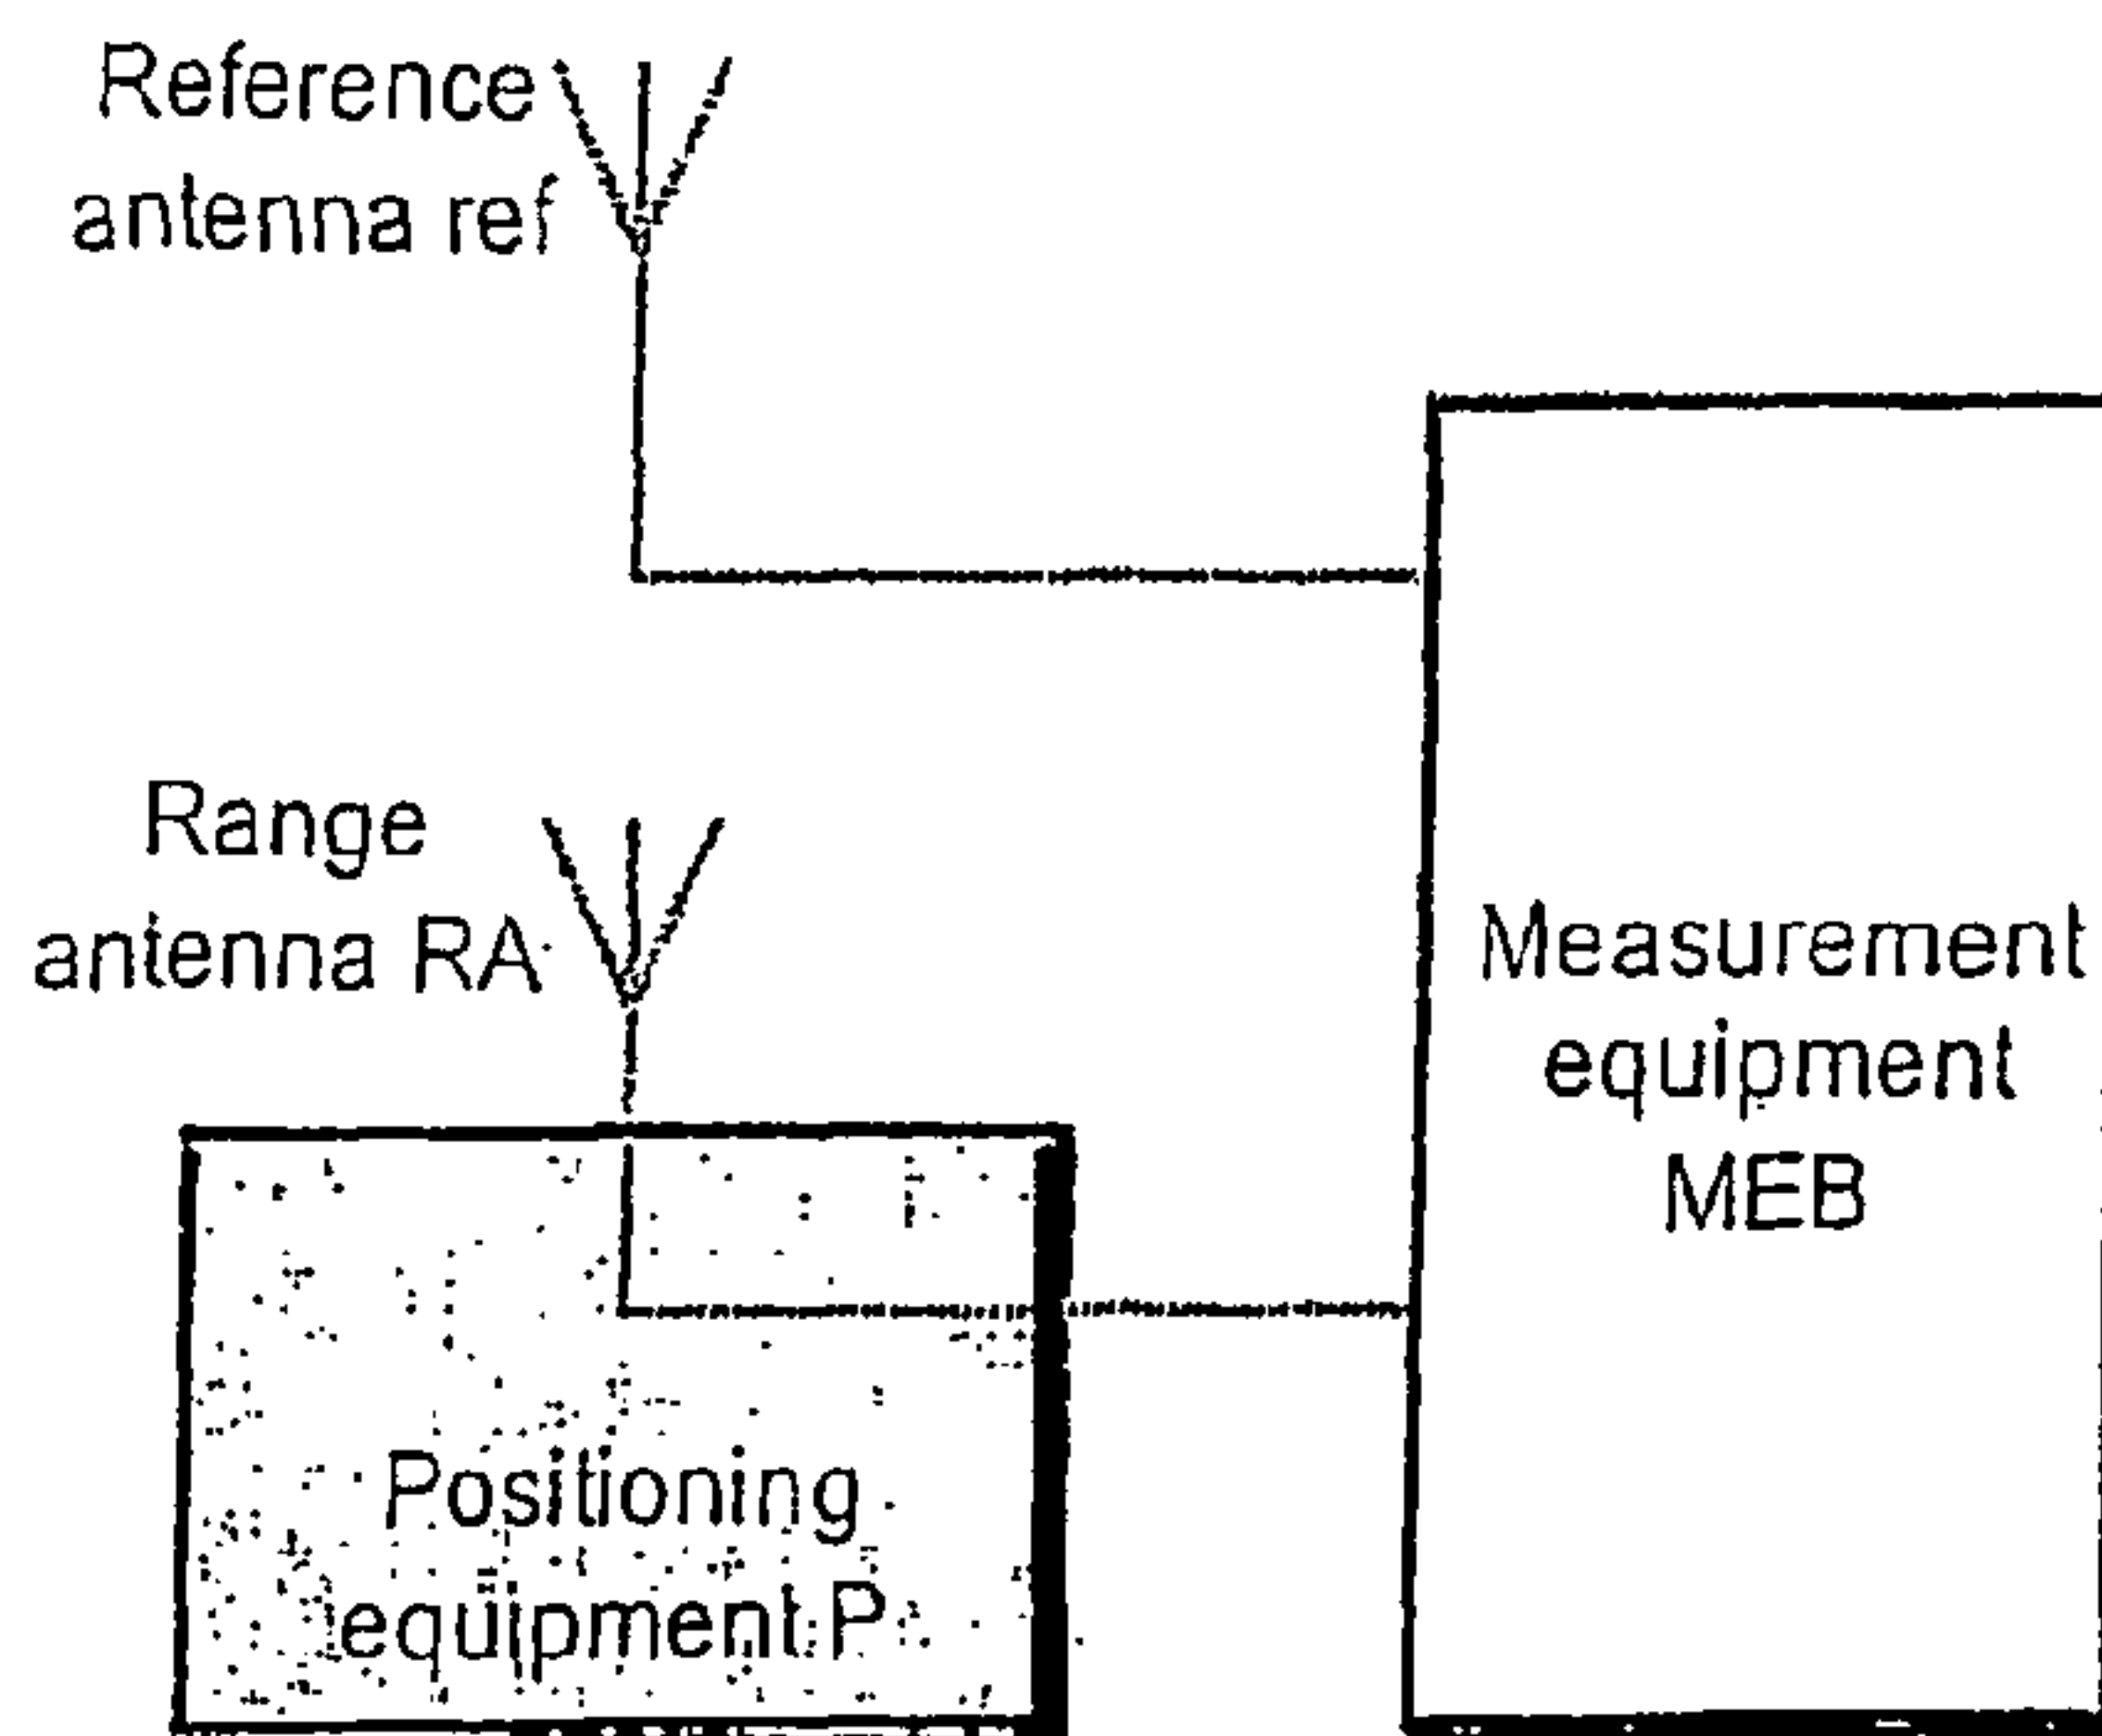 Reference
antenna ref
Range
antenna RA
Measurement
equipment
MEB
Positioning
equipment P